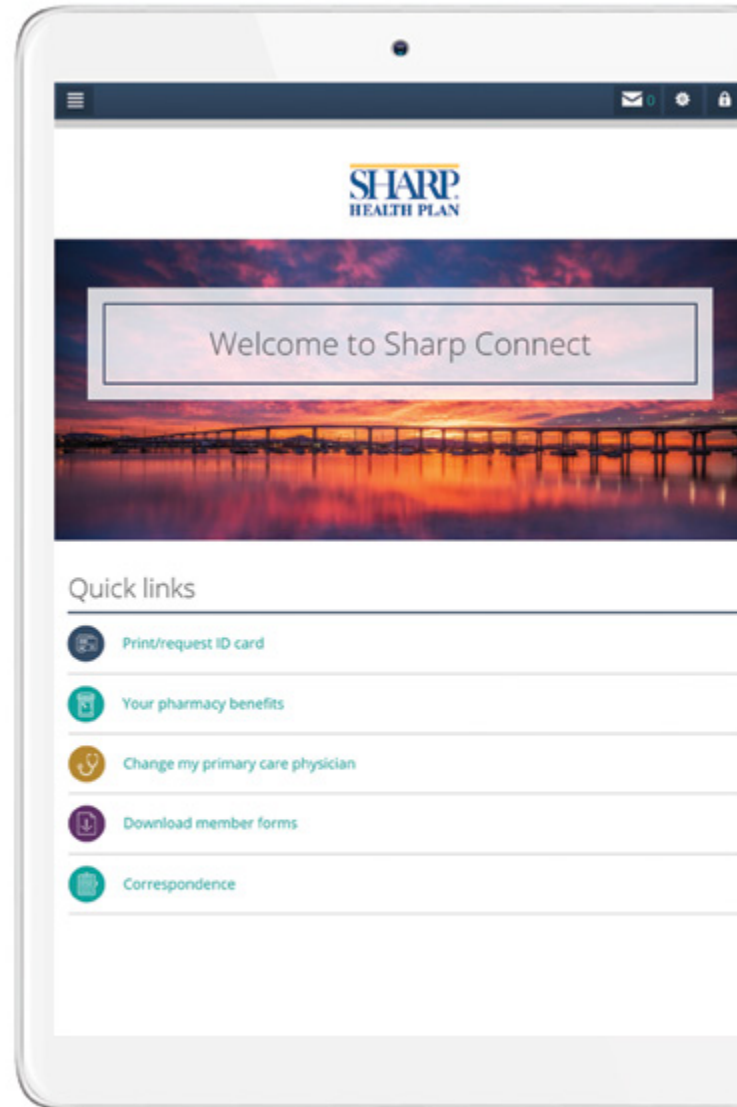 0
SHARP
HEALTH PLAN
Welcome to Sharp Connect
Quick links
Print/request ID card
Your pharmacy benefits
Change my primary care physician
Download member forms
Correspondence